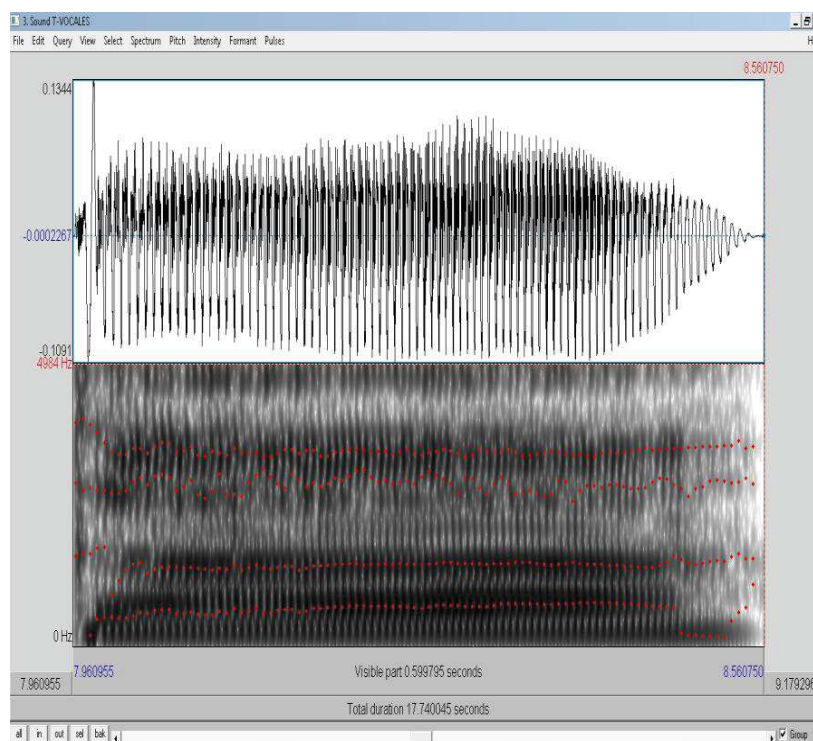 3. Sound T-VOCALES
File Edit Query View Select Spectrum Pitch Intensity Formant Pulses H
8.560750
0.1344
-0.0002267
-0.1091
4984 Hz
0 Hz
7.960955 Visible part 0.599795 seconds 8.560750
7.960955 9.179296
Total duration 17.740045 seconds
all in out sel bak Group